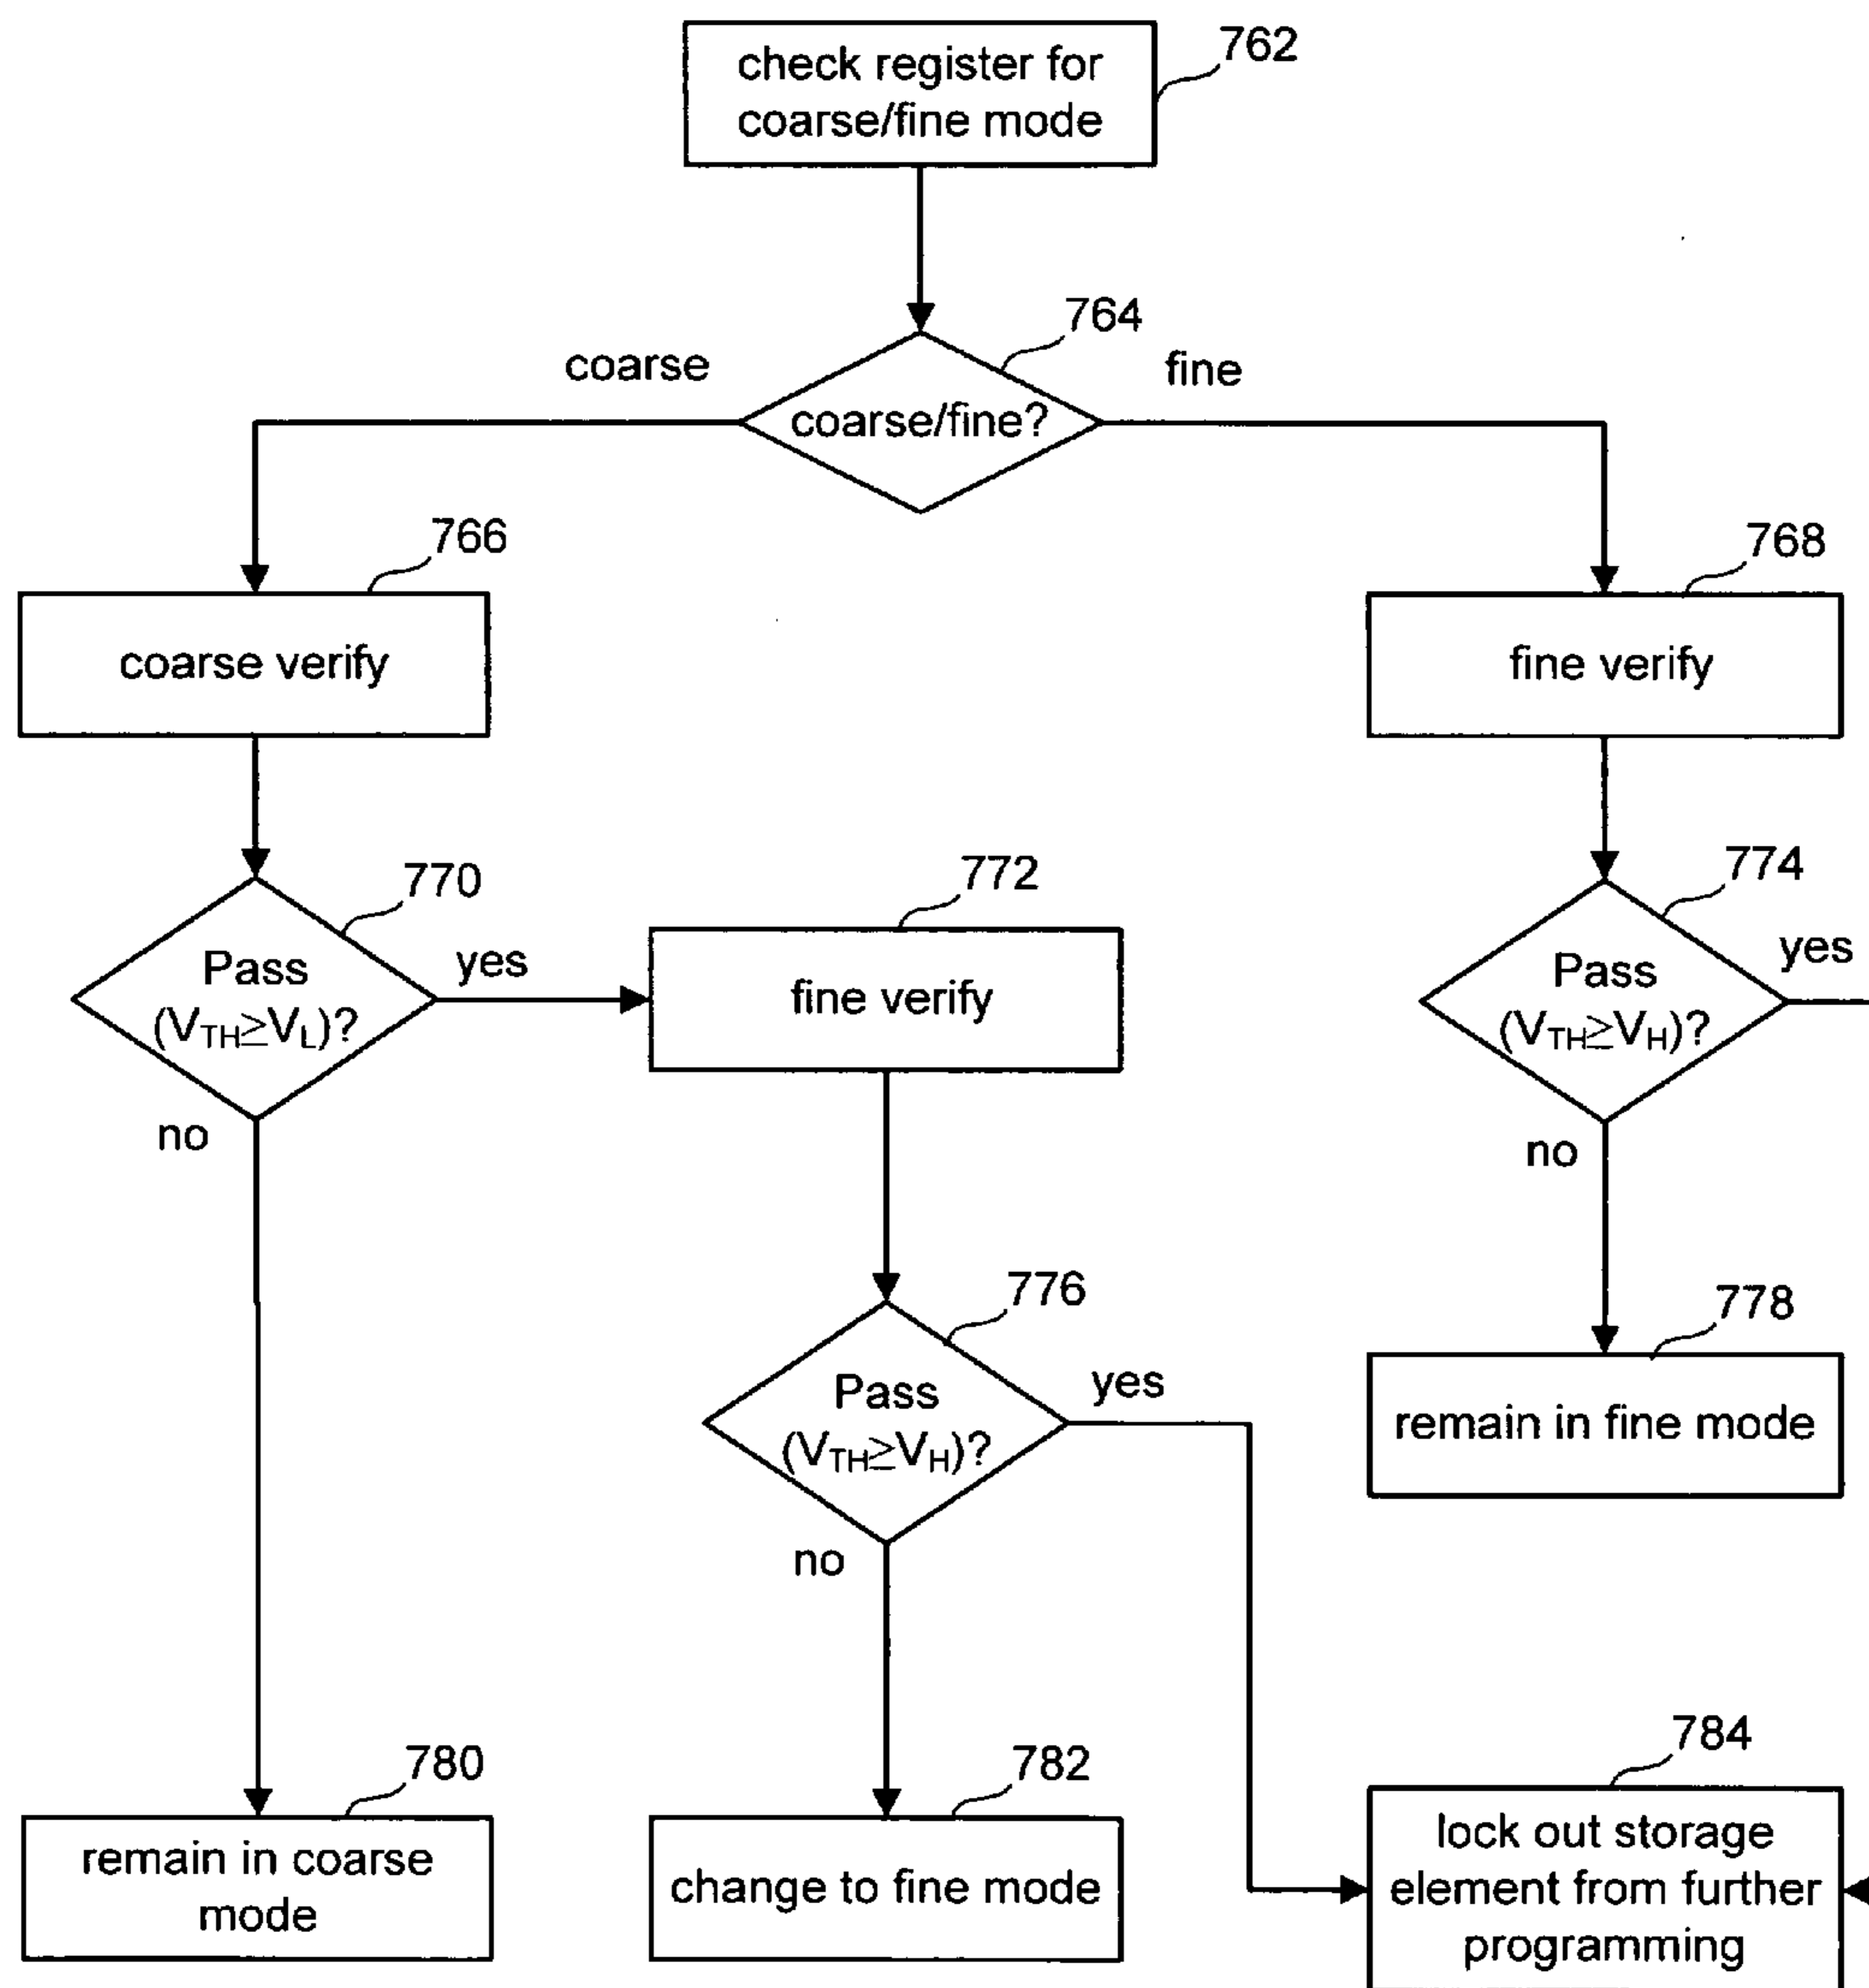 check register for
coarse/fine mode
762
764
coarse
fine
coarse/fine?
766
768
coarse verify
fine verify
770
772
774
Pass
(VTH≥VL)?
yes
fine verify
Pass
(VTH≥VH)?
yes
no
no
776
778
Pass
(VTH≥VH)?
yes
remain in fine mode
no
780
782
784
remain in coarse
mode
change to fine mode
lock out storage
element from further
programming